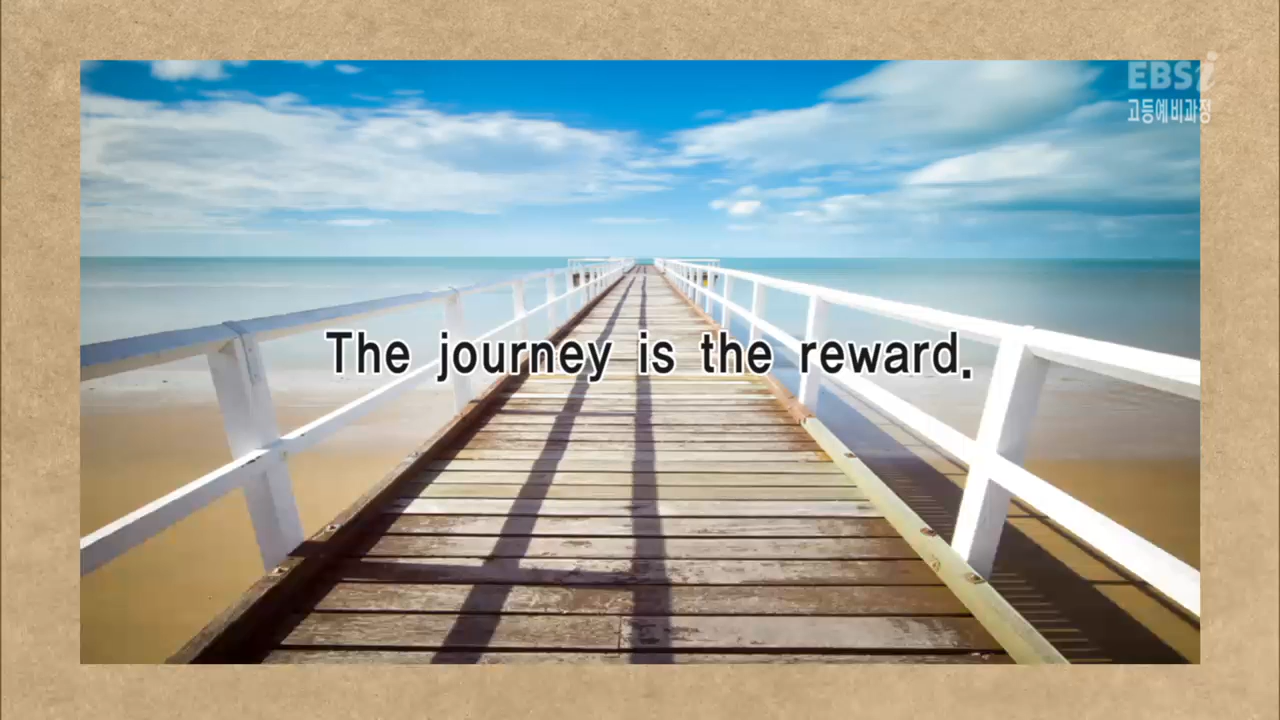 EBSi
고등예비과정
The journey is the reward.